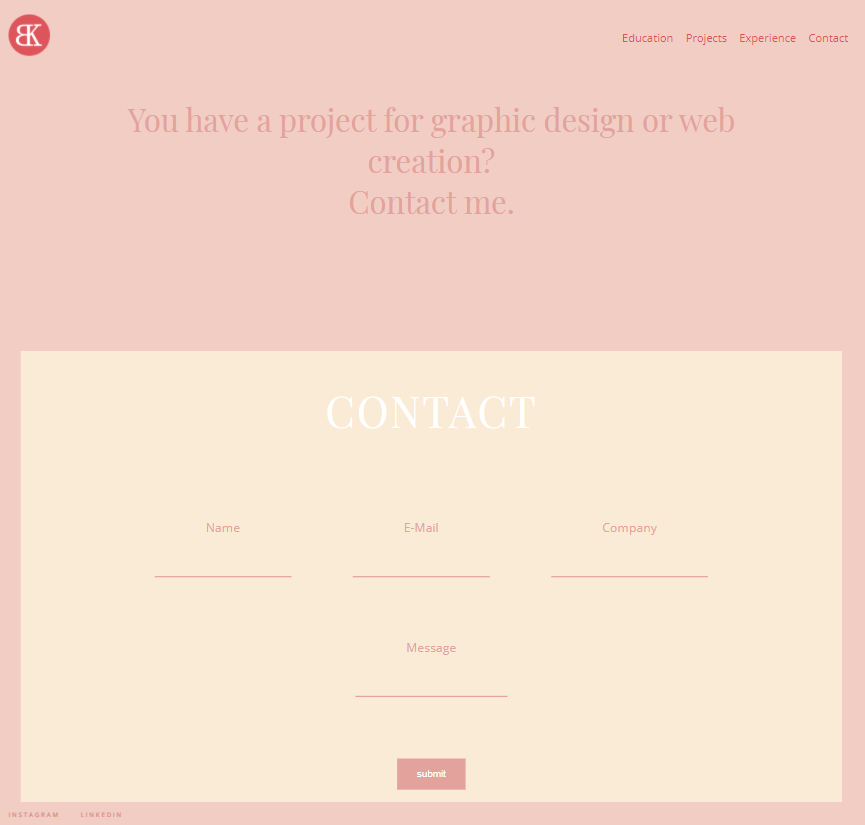 BK
Education Projects Experience Contact
You have a project for graphic design or web
creation?
Contact me.
CONTACT
Name E-Mail Company
Message
submit
INSTAGRAM LINKEDIN